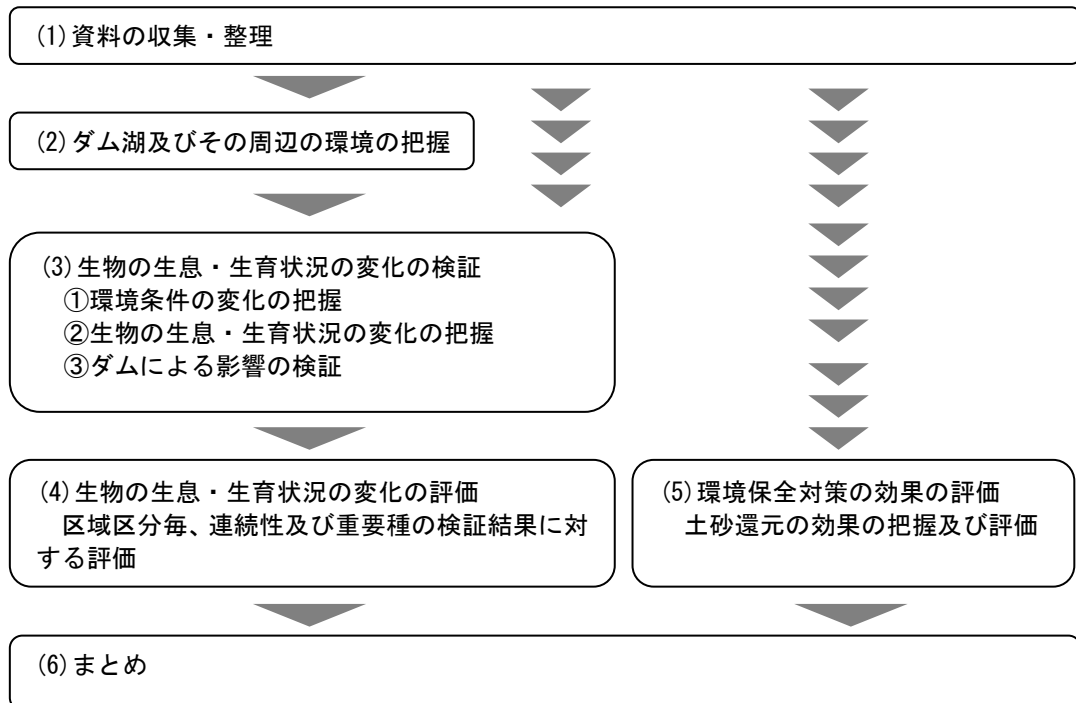 (1)資料の収集・整理
(2)ダム湖及びその周辺の環境の把握
(3)生物の生息・生育状況の変化の検証
①環境条件の変化の把握
②生物の生息・生育状況の変化の把握
③ダムによる影響の検証
(4)生物の生息・生育状況の変化の評価
区域区分毎、連続性及び重要種の検証結果に対
する評価
(5)環境保全対策の効果の評価
土砂還元の効果の把握及び評価
(6)まとめ